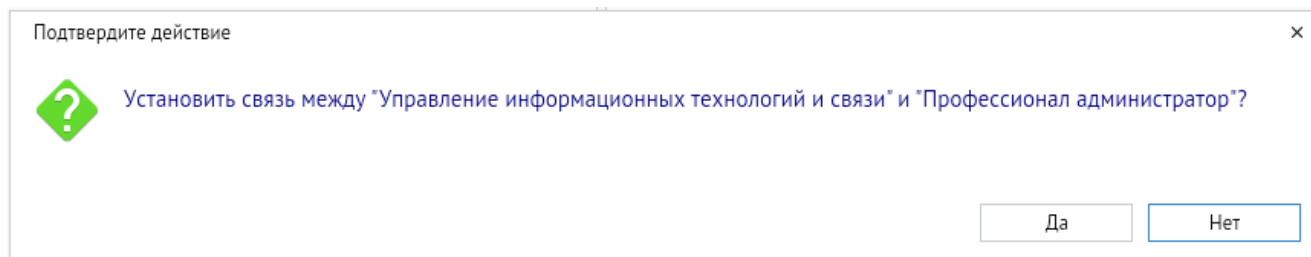 Подтвердите действие
×
Установить связь между "Управление информационных технологий и связи" и "Профессионал администратор"?
Да
Нет